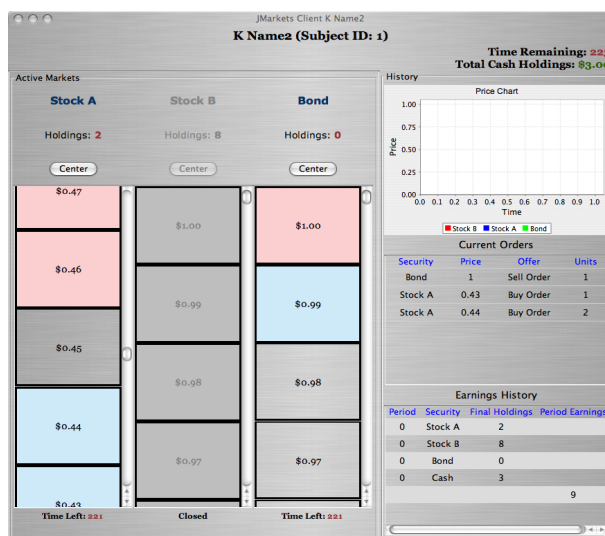 JMarkets Client K Name2
K Name2 (Subject ID: 1)
Time Remaining: 22
Total Cash Holdings: $3.0
Active Markets
Stock A
Stock B
Bond
Holdings: 2
Holdings: 8
Holdings: 0
Center
Center
Center
$0.47
$0.46
$0.45
$0.44
$0.43
Time Left: 221
$1.00
$0.99
$0.98
$0.97
Closed
$1.00
$0.99
$0.98
$0.97
Time Left: 221
History
Price Chart
Price
1.00
0.75
0.50
0.25
0.00
0.0 0.1 0.2 0.3 0.4 0.5 0.6 0.7 0.8 0.9 1.0
Time
Stock B Stock A Bond
Current Orders
Security Price Offer Units
Bond 1 Sell Order 1
Stock A 0.43 Buy Order 1
Stock A 0.44 Buy Order 2
Earnings History
Period Security Final Holdings Period Earnings
0 Stock A 2
0 Stock B 8
0 Bond 0
0 Cash 3
9